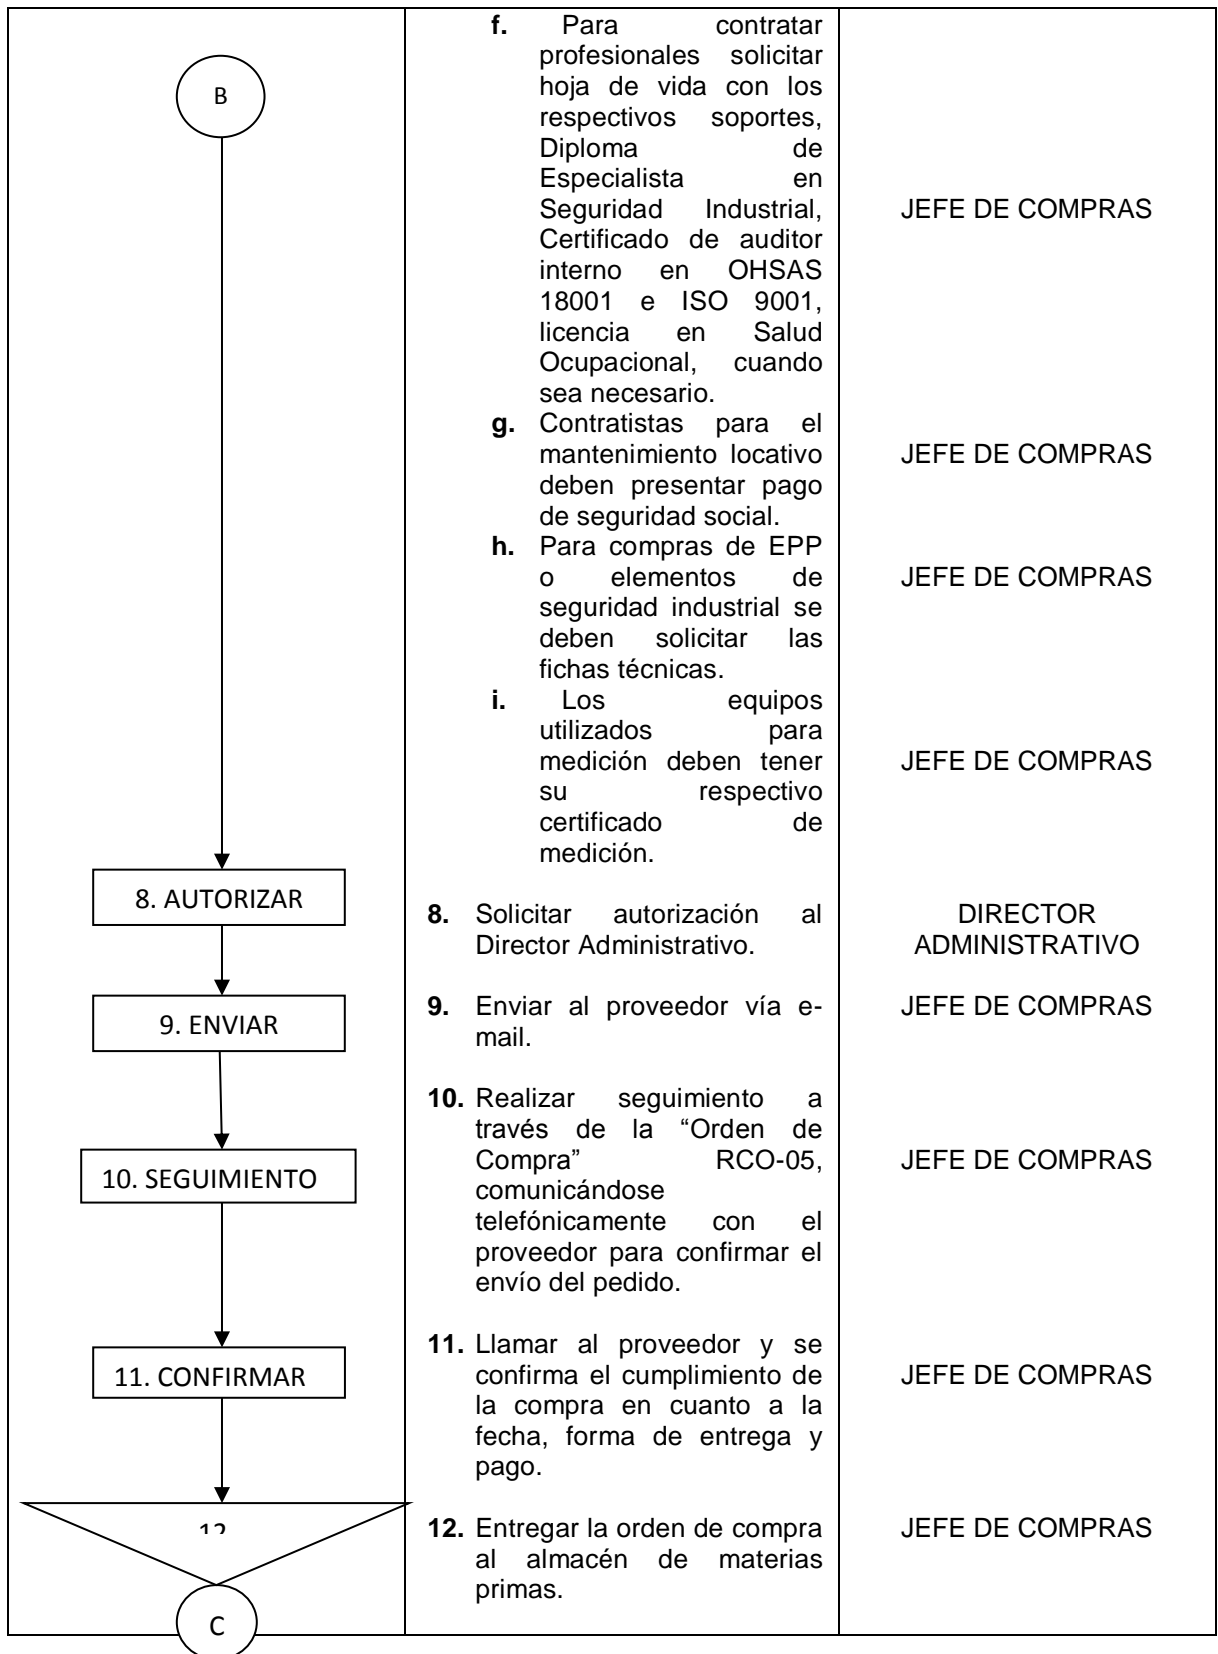 B
f. Para contratar
profesionales solicitar
hoja de vida con los
respectivos soportes,
Diploma de
Especialista en
Seguridad Industrial,
Certificado de auditor
interno en OHSAS
18001 e ISO 9001,
licencia en Salud
Ocupacional, cuando
sea necesario.
JEFE DE COMPRAS
g. Contratistas para el
mantenimiento locativo
deben presentar pago
de seguridad social.
JEFE DE COMPRAS
h. Para compras de EPP
o elementos de
seguridad industrial se
deben solicitar las
fichas técnicas.
JEFE DE COMPRAS
i. Los equipos
utilizados para
medición deben tener
su respectivo
certificado de
medición.
JEFE DE COMPRAS
8. AUTORIZAR
8. Solicitar autorización al
Director Administrativo.
DIRECTOR
ADMINISTRATIVO
9. ENVIAR
9. Enviar al proveedor vía e-
mail.
JEFE DE COMPRAS
10. SEGUIMIENTO
10. Realizar seguimiento a
través de la “Orden de
Compra” RCO-05,
comunicándose
telefónicamente con el
proveedor para confirmar el
envío del pedido.
JEFE DE COMPRAS
11. CONFIRMAR
11. Llamar al proveedor y se
confirma el cumplimiento de
la compra en cuanto a la
fecha, forma de entrega y
pago.
JEFE DE COMPRAS
12
12. Entregar la orden de compra
al almacén de materias
primas.
JEFE DE COMPRAS
C